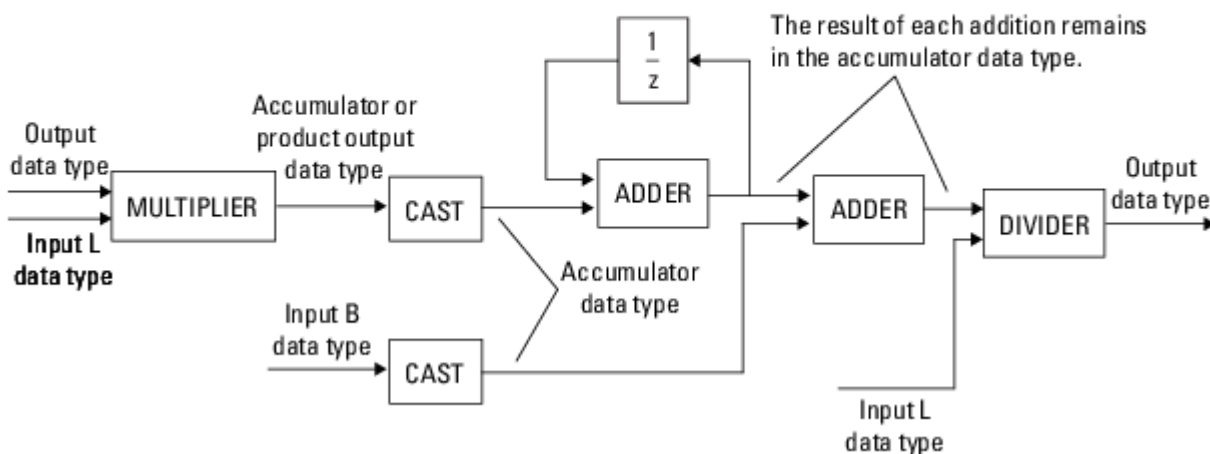 The result of each addition remains
in the accumulator data type.
1
z
Accumulator or
product output
data type
Output
data type
MULTIPLIER
Input L
data type
CAST
ADDER
ADDER
DIVIDER
Output
data type
Accumulator
data type
Input B
data type
CAST
Input L
data type